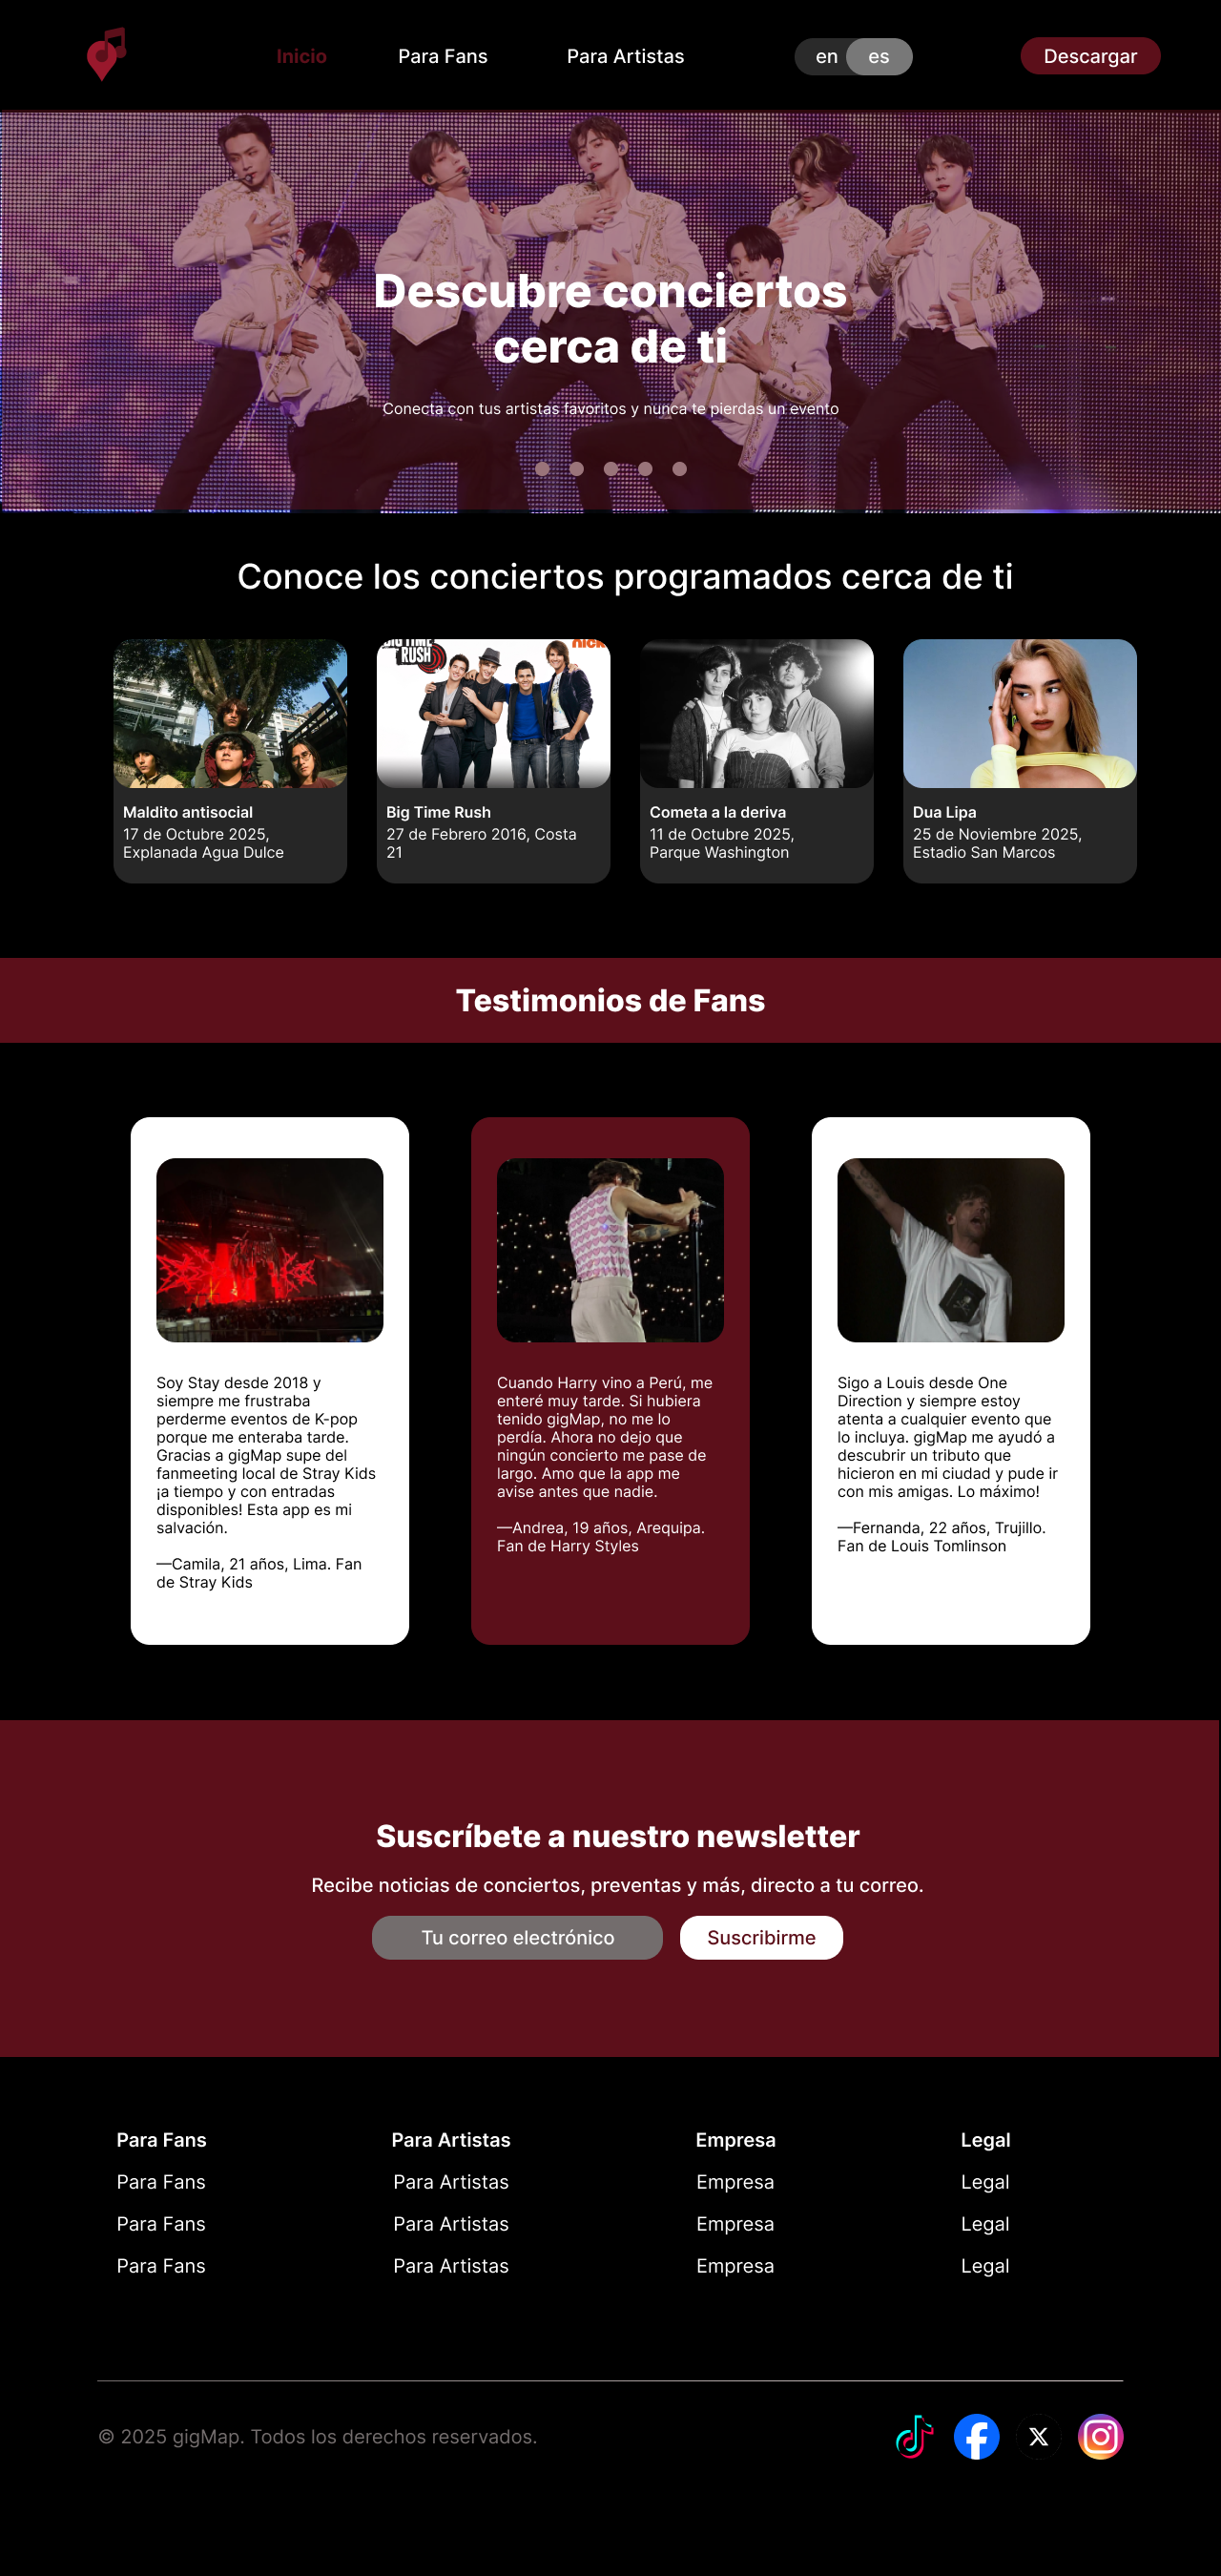 Inicio
Para Fans
Para Artistas
en
es
Descargar
Descubre conciertos
cerca de ti
Conecta con tus artistas favoritos y nunca te pierdas un evento
Conoce los conciertos programados cerca de ti
BIG TIME
RUSH
nick
Maldito antisocial
17 de Octubre 2025,
Explanada Agua Dulce
Big Time Rush
27 de Febrero 2016, Costa
21
Cometa a la deriva
11 de Octubre 2025,
Parque Washington
Dua Lipa
25 de Noviembre 2025,
Estadio San Marcos
Testimonios de Fans
Soy Stay desde 2018 y
siempre me frustraba
perderme eventos de K-pop
porque me enteraba tarde.
Gracias a gigMap supe del
fanmeeting local de Stray Kids
¡a tiempo y con entradas
disponibles! Esta app es mi
salvación.
—Camila, 21 años, Lima. Fan
de Stray Kids
Cuando Harry vino a Perú, me
enteré muy tarde. Si hubiera
tenido gigMap, no me lo
perdía. Ahora no dejo que
ningún concierto me pase de
largo. Amo que la app me
avise antes que nadie.
—Andrea, 19 años, Arequipa.
Fan de Harry Styles
Sigo a Louis desde One
Direction y siempre estoy
atenta a cualquier evento que
lo incluya. gigMap me ayudó a
descubrir un tributo que
hicieron en mi ciudad y pude ir
con mis amigas. Lo máximo!
—Fernanda, 22 años, Trujillo.
Fan de Louis Tomlinson
Suscríbete a nuestro newsletter
Recibe noticias de conciertos, preventas y más, directo a tu correo.
Tu correo electrónico
Suscribirme
Para Fans
Para Fans
Para Fans
Para Fans
Para Artistas
Para Artistas
Para Artistas
Para Artistas
Empresa
Empresa
Empresa
Empresa
Legal
Legal
Legal
Legal
© 2025 gigMap. Todos los derechos reservados.